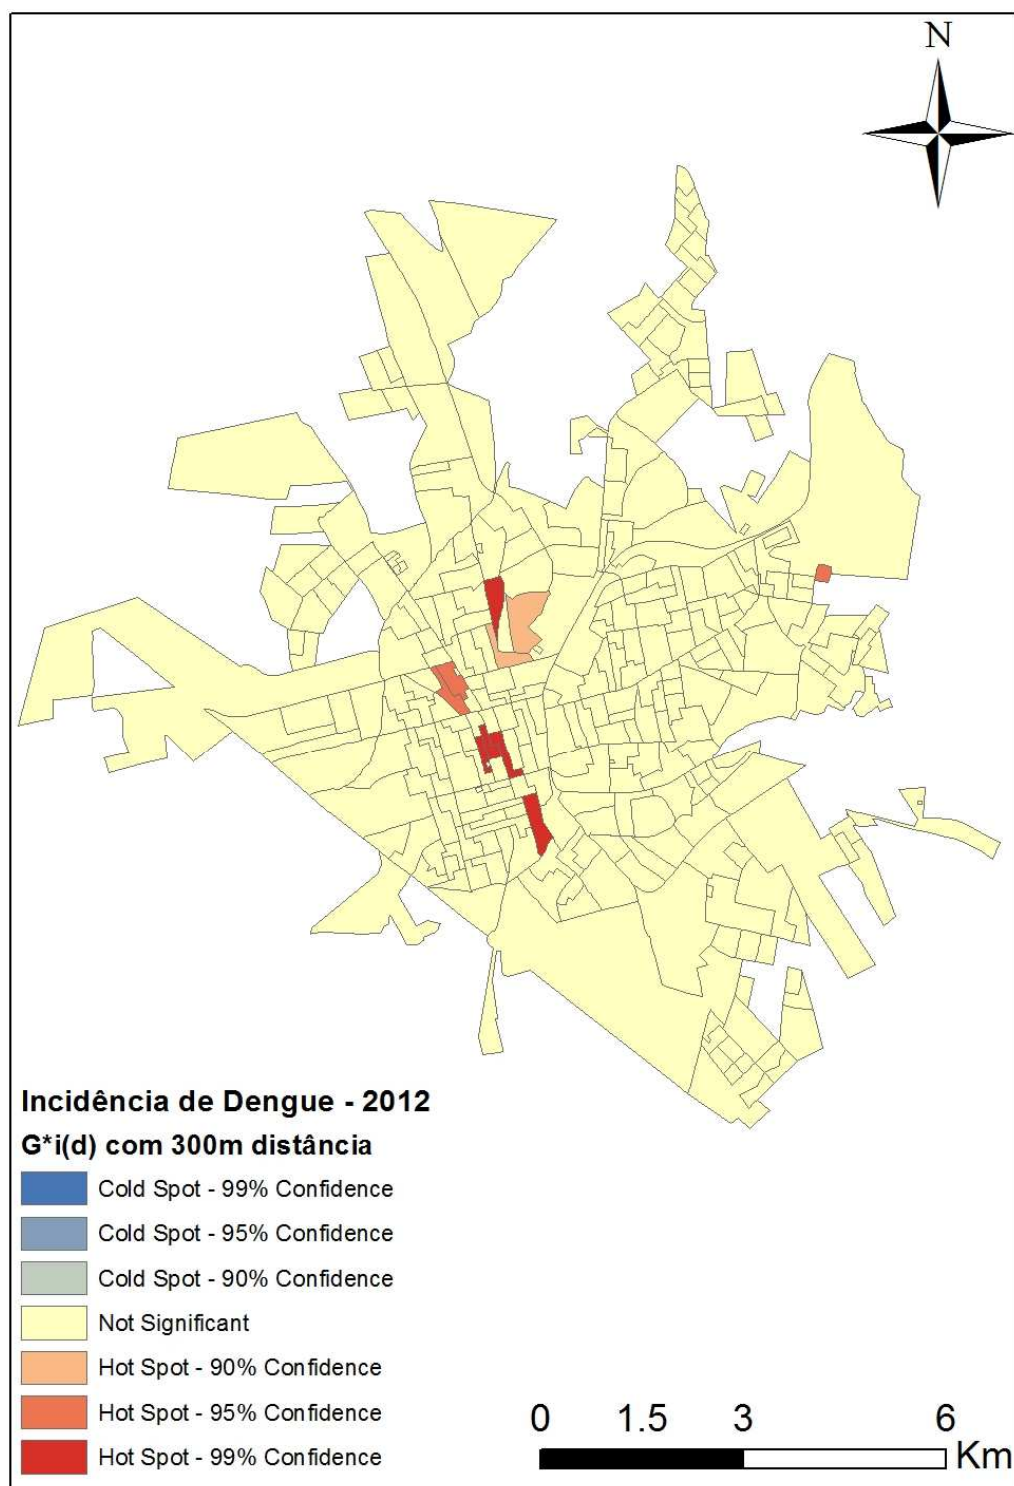 N
Incidência de Dengue - 2012
G*i(d) com 300m distância
Cold Spot - 99% Confidence
Cold Spot - 95% Confidence
Cold Spot - 90% Confidence
Not Significant
Hot Spot - 90% Confidence
Hot Spot - 95% Confidence
Hot Spot - 99% Confidence
0 1.5 3 6
Km